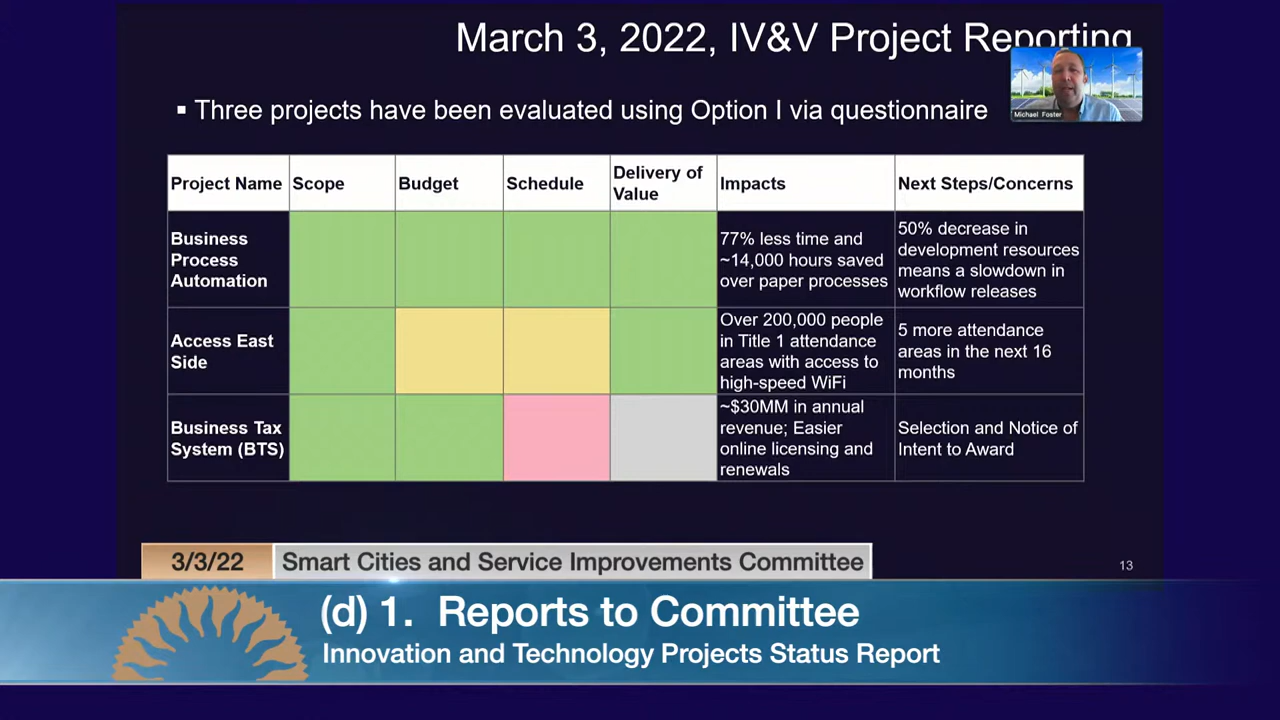 March 3, 2022, IV&V Project Reporting
▪ Three projects have been evaluated using Option I via questionnaire
Michael Foster
Project Name
Scope
Budget
Schedule
Delivery of
Value
Impacts
Next Steps/Concerns
Business
Process
Automation
77% less time and
~14,000 hours saved
over paper processes
50% decrease in
development resources
means a slowdown in
workflow releases
Access East
Side
Over 200,000 people
in Title 1 attendance
areas with access to
high-speed WiFi
5 more attendance
areas in the next 16
months
Business Tax
System (BTS)
~$30MM in annual
revenue; Easier
online licensing and
renewals
Selection and Notice of
Intent to Award
3/3/22
Smart Cities and Service Improvements Committee
13
(d) 1. Reports to Committee
Innovation and Technology Projects Status Report